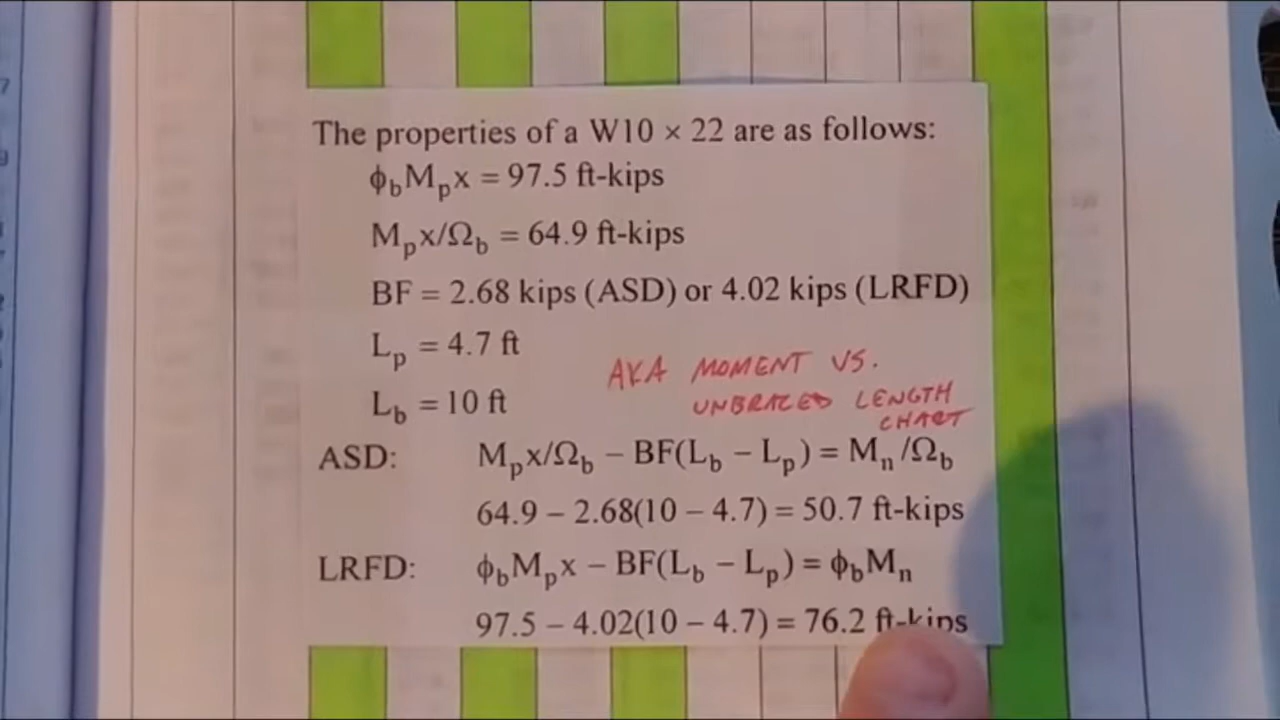 The properties of a W10 × 22 are as follows:
ϕbMpx = 97.5 ft-kips
Mpx/Ωb = 64.9 ft-kips
BF = 2.68 kips (ASD) or 4.02 kips (LRFD)
Lp = 4.7 ft
AKA MOMENT VS.
UNBRACED LENGTH
CHART
Lb = 10 ft
ASD: Mpx/Ωb − BF(Lb − Lp) = Mn/Ωb
64.9 − 2.68(10 − 4.7) = 50.7 ft-kips
LRFD: ϕbMpx − BF(Lb − Lp) = ϕbMn
97.5 − 4.02(10 − 4.7) = 76.2 ft-kips